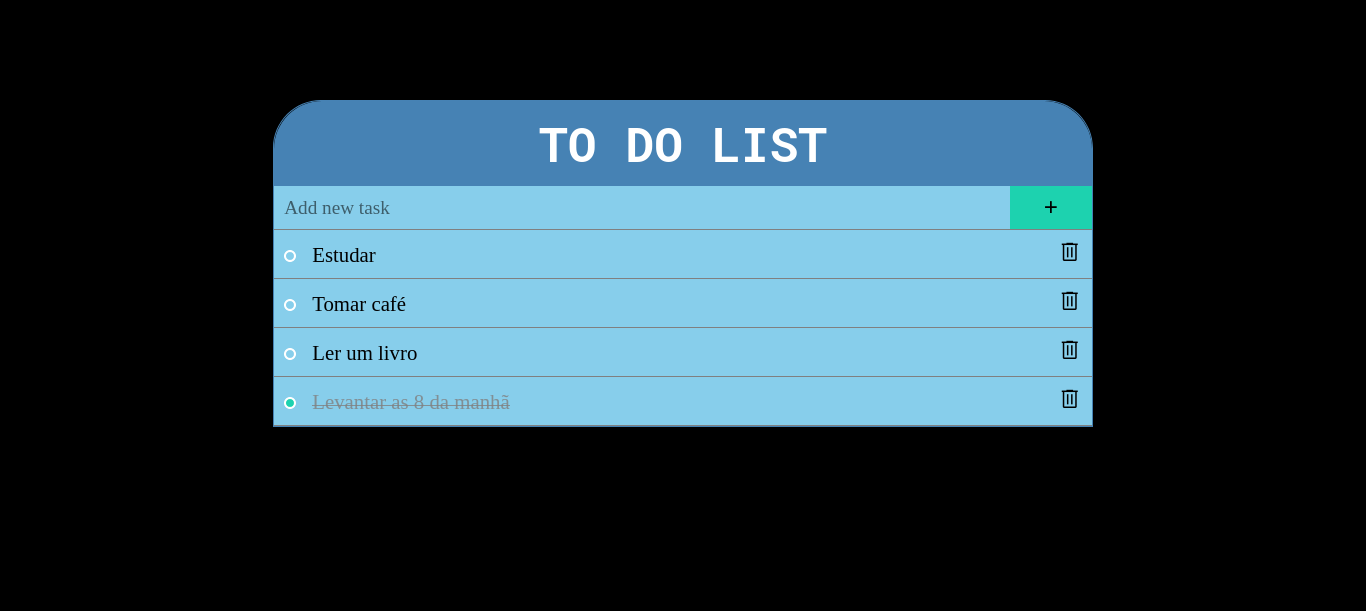 TO DO LIST
Add new task
+
Estudar
Tomar café
Ler um livro
Levantar as 8 da manhã